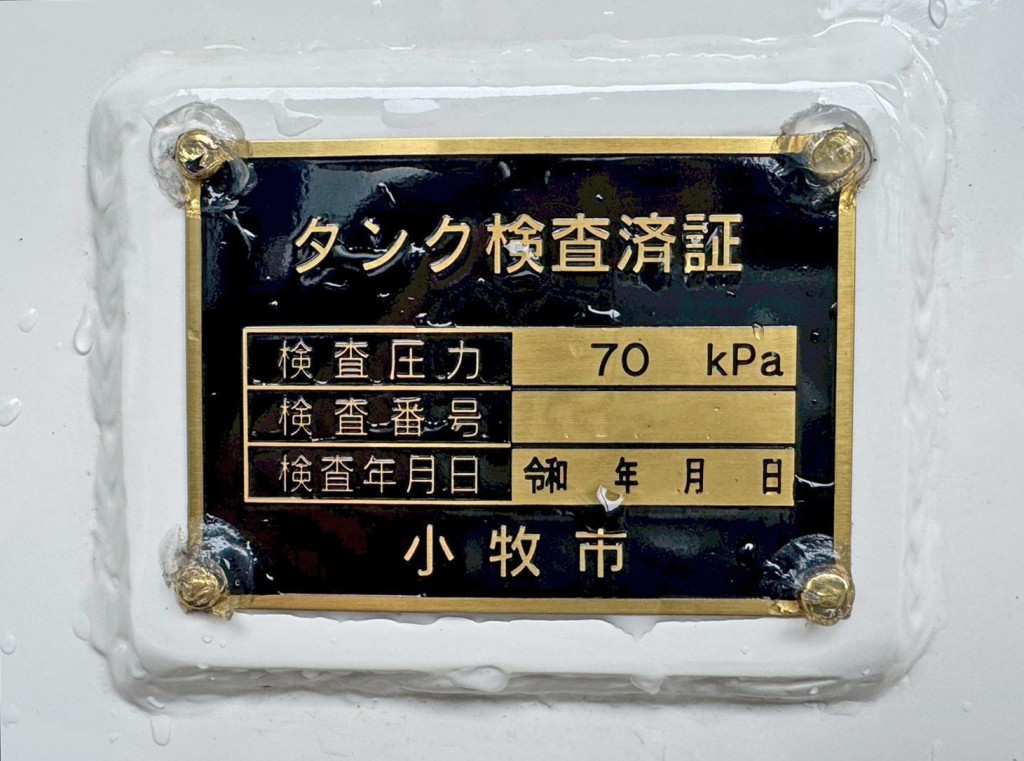 タンク検査済証
検査圧力 70 kPa
検査番号
検査年月日 令和 年 月 日
小牧市